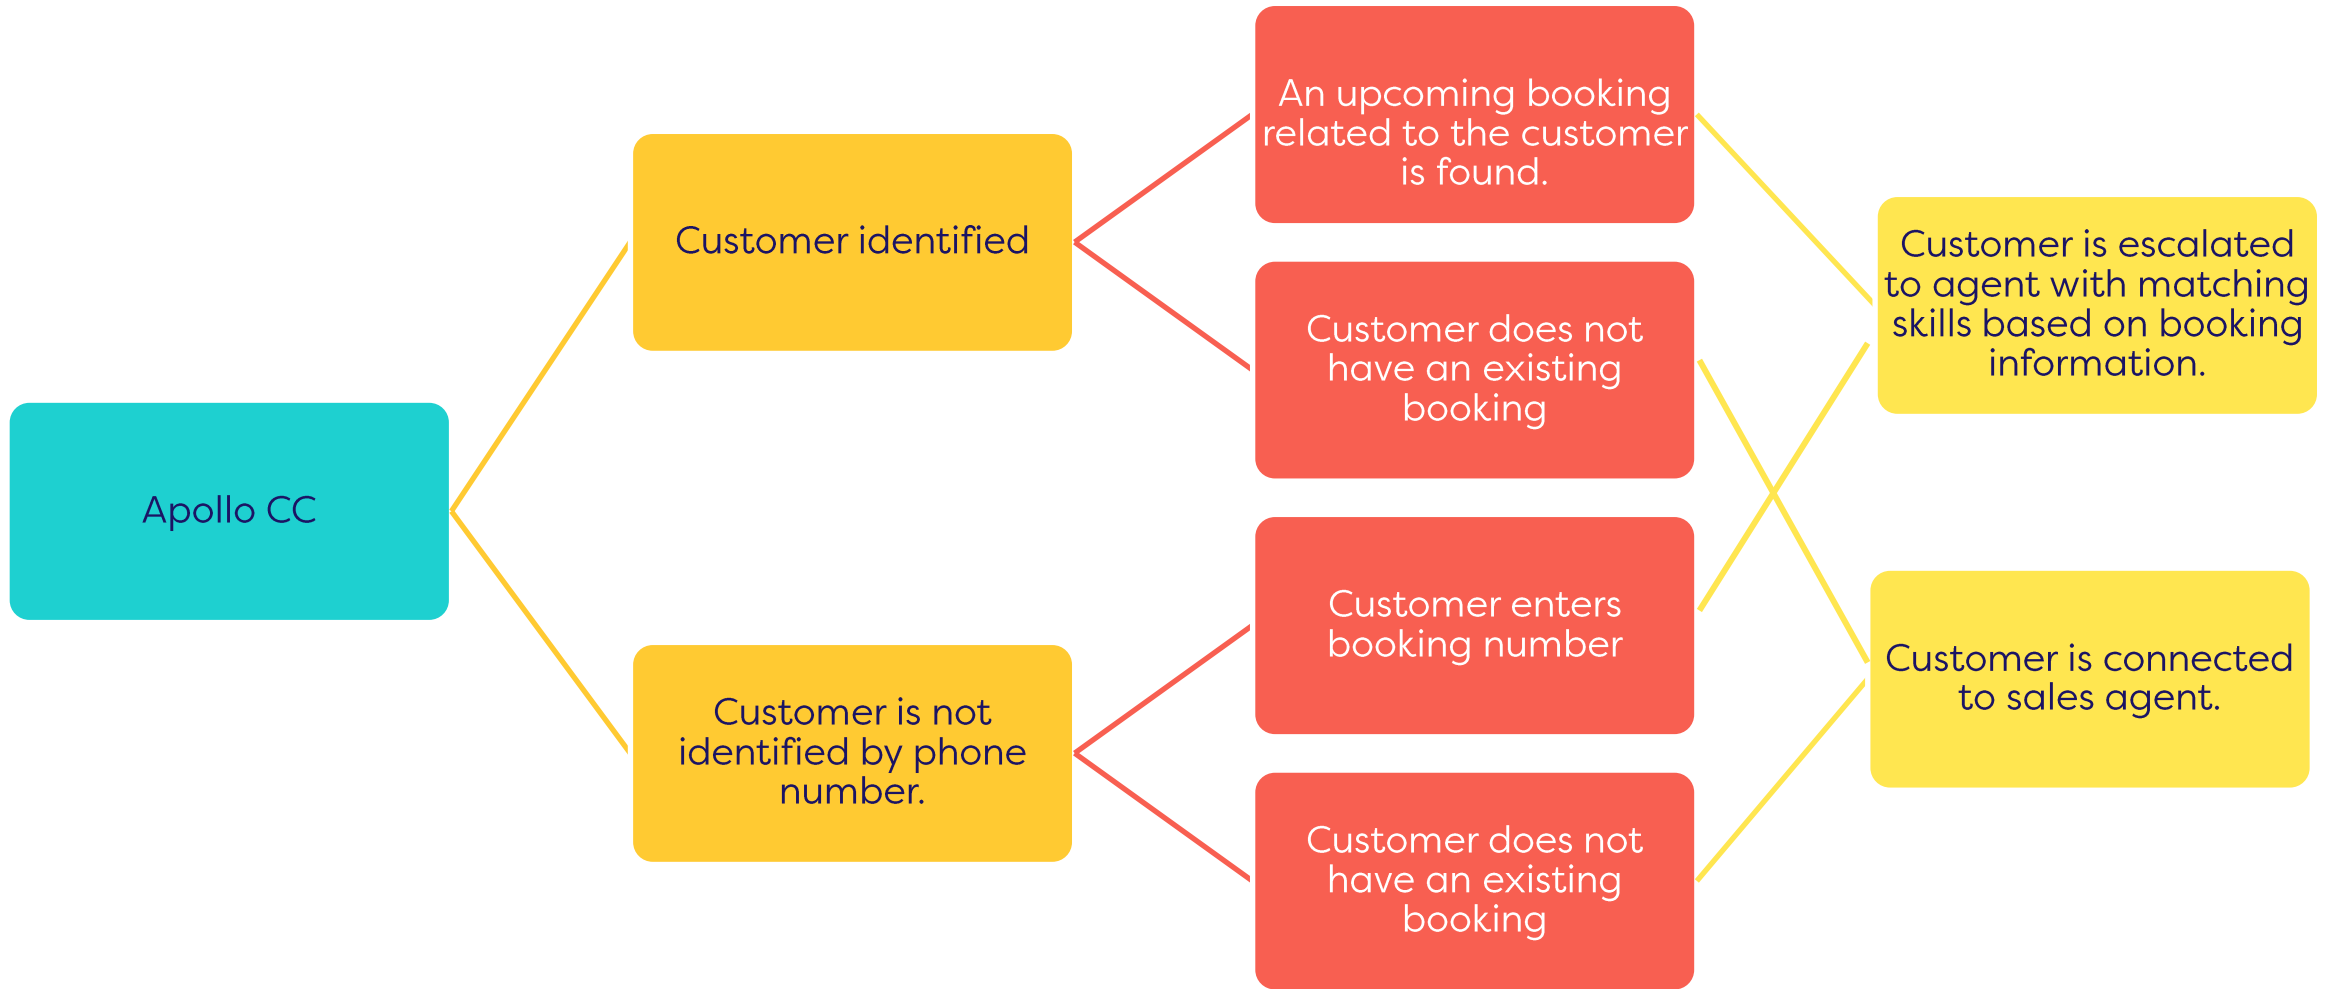 Apollo CC
Customer identified
Customer is not
identified by phone
number.
An upcoming booking
related to the customer
is found.
Customer does not
have an existing
booking
Customer enters
booking number
Customer does not
have an existing
booking
Customer is escalated
to agent with matching
skills based on booking
information.
Customer is connected
to sales agent.